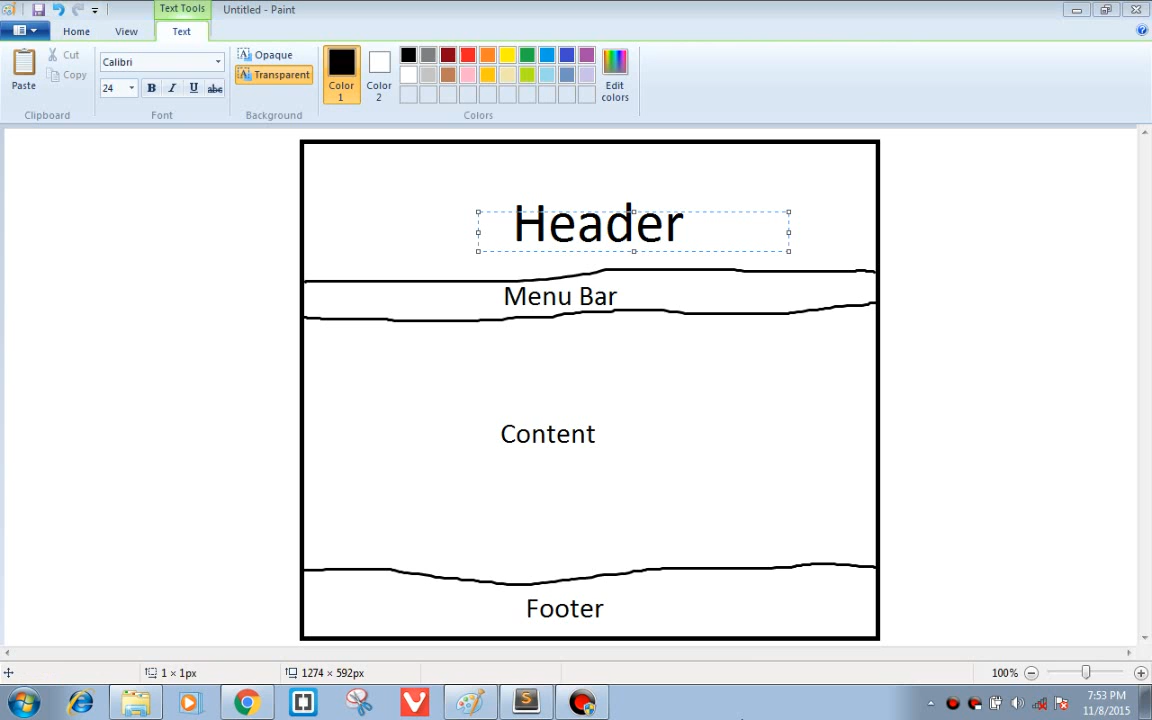 Text Tools
Untitled - Paint
Home
View
Text
Paste
Cut
Copy
Clipboard
Calibri
24
B I U abc
Font
Opaque
Transparent
Background
Color
1
Color
2
Edit
colors
Colors
Header
Menu Bar
Content
Footer
1 × 1px
1274 × 592px
100%
7:53 PM
11/8/2015